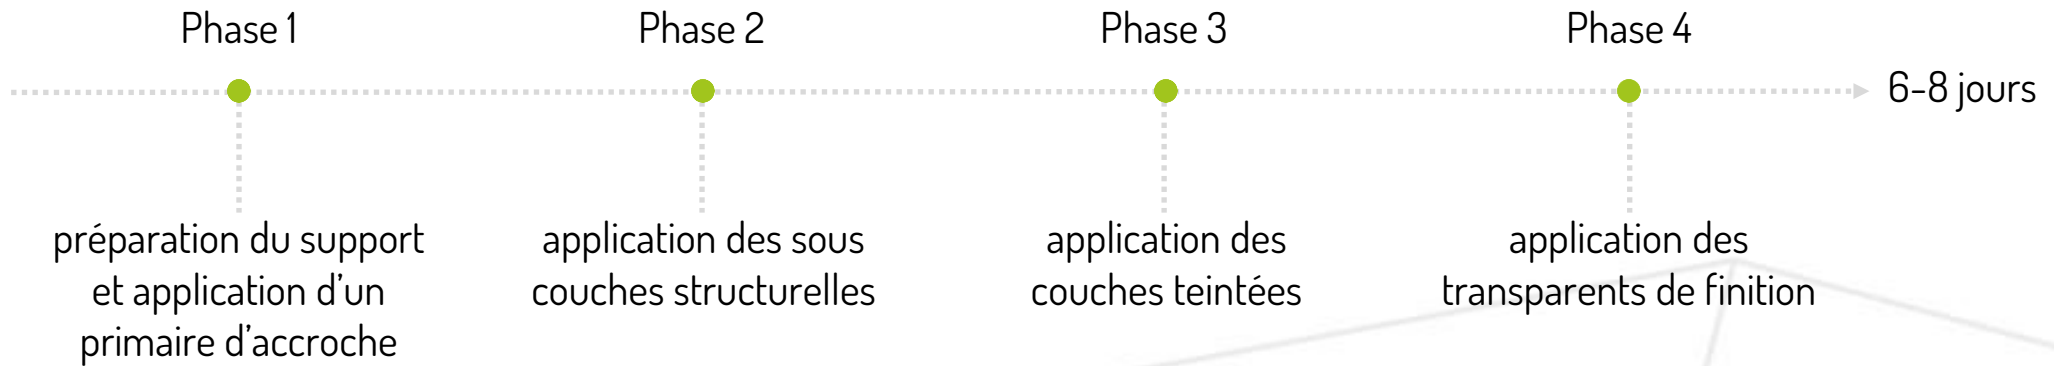 Phase 1
Phase 2
Phase 3
Phase 4
6-8 jours
préparation du support
et application d’un
primaire d’accroche
application des sous
couches structurelles
application des
couches teintées
application des
transparents de finition